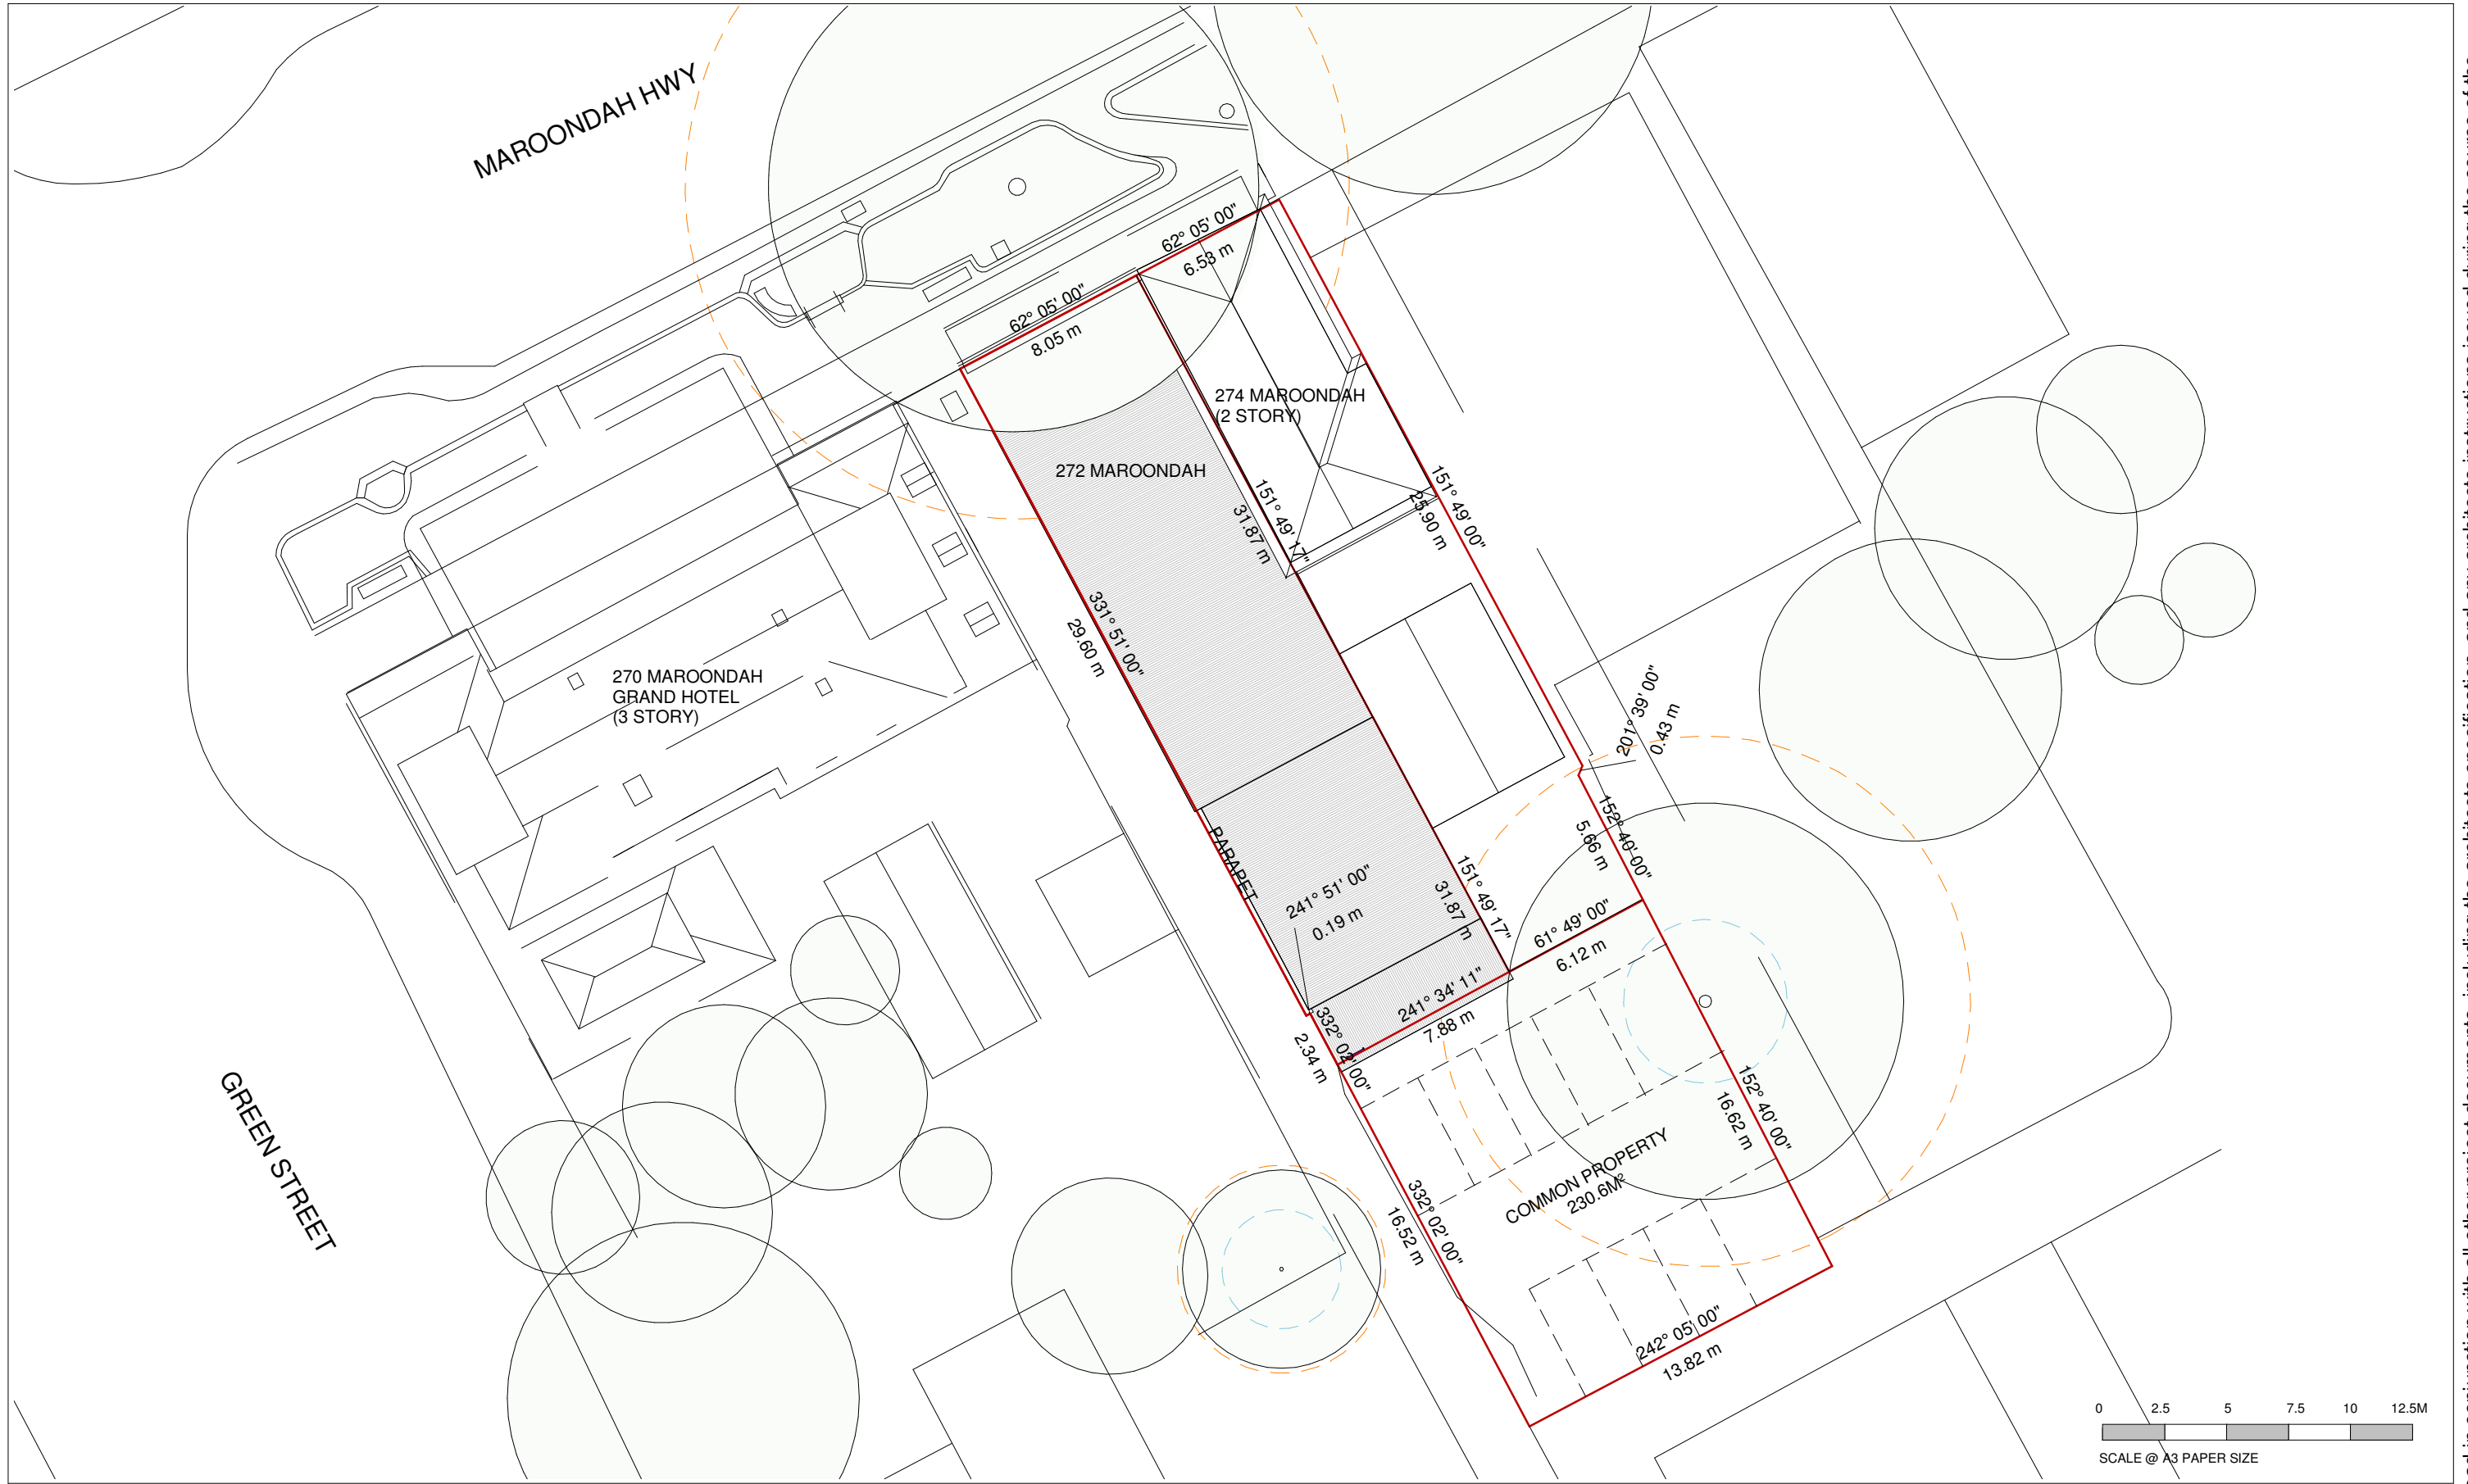 MAROONDAH HWY
62° 05' 00"
6.53 m
62° 05' 00"
8.05 m
274 MAROONDAH
(2 STORY)
272 MAROONDAH
151° 49' 17"
31.87 m
151° 49' 00"
25.90 m
331° 51' 00"
29.60 m
270 MAROONDAH
GRAND HOTEL
(3 STORY)
201° 39' 00"
0.43 m
152° 40' 00"
5.66 m
PARAPET
241° 51' 00"
0.19 m
151° 49' 17"
31.87 m
61° 49' 00"
6.12 m
241° 34' 11"
7.88 m
332° 02' 00"
2.34 m
152° 40' 00"
16.62 m
COMMON PROPERTY
230.6M²
332° 02' 00"
16.52 m
GREEN STREET
242° 05' 00"
13.82 m
0 2.5 5 7.5 10 12.5M
SCALE @ A3 PAPER SIZE